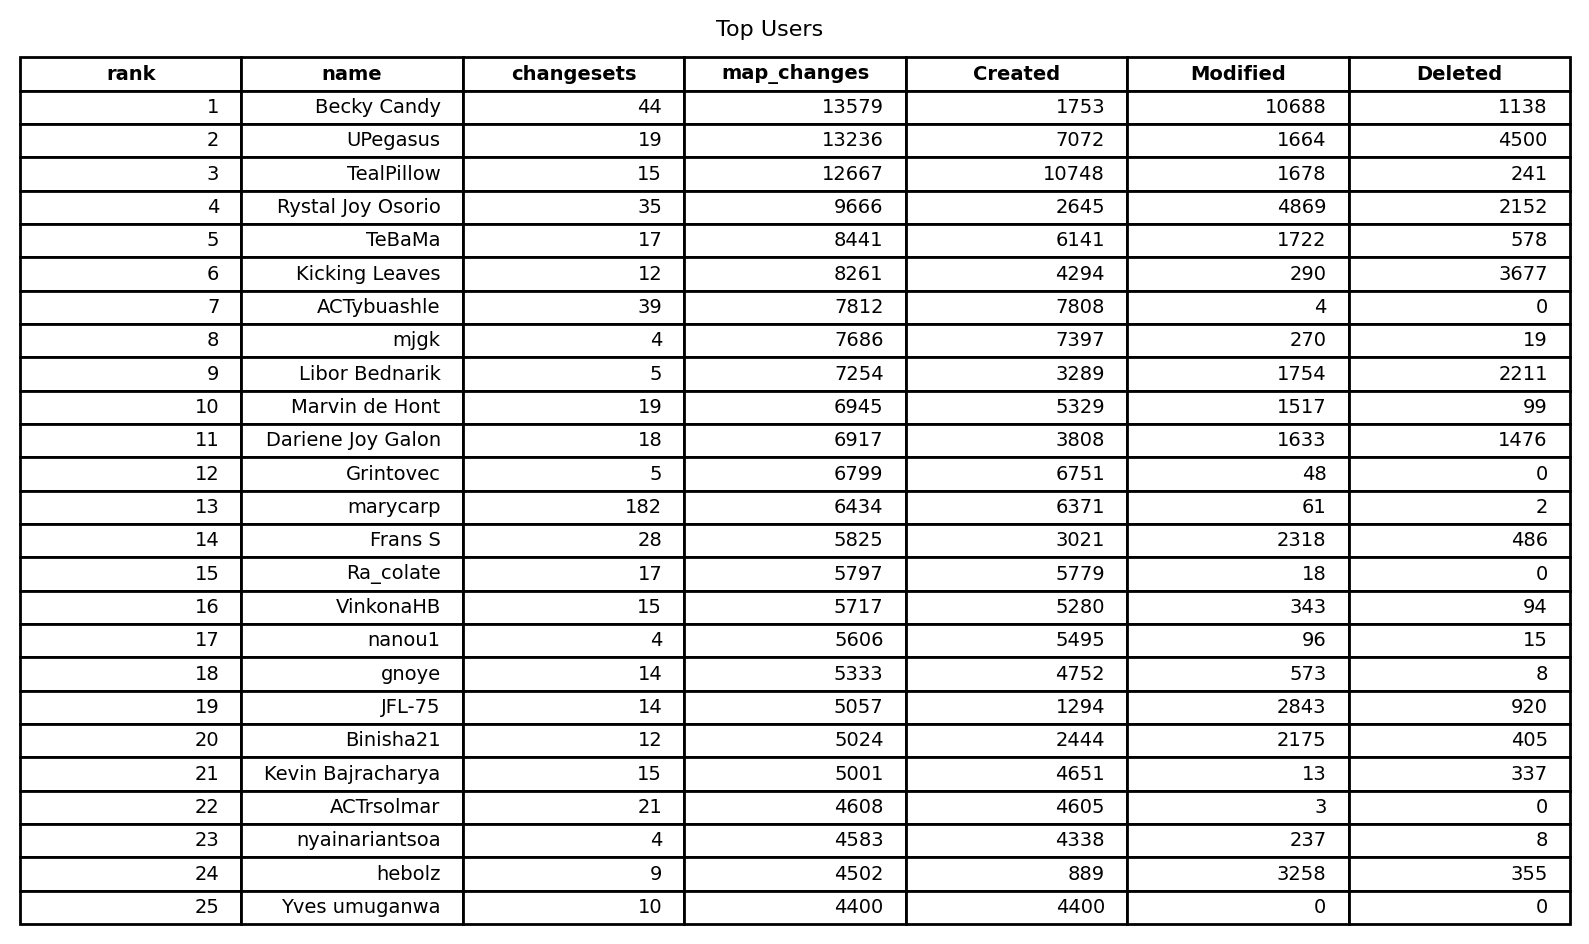 Top Users
rank name changesets map_changes Created Modified Deleted
1 Becky Candy 44 13579 1753 10688 1138
2 UPegasus 19 13236 7072 1664 4500
3 TealPillow 15 12667 10748 1678 241
4 Rystal Joy Osorio 35 9666 2645 4869 2152
5 TeBaMa 17 8441 6141 1722 578
6 Kicking Leaves 12 8261 4294 290 3677
7 ACTybuashle 39 7812 7808 4 0
8 mjgk 4 7686 7397 270 19
9 Libor Bednarik 5 7254 3289 1754 2211
10 Marvin de Hont 19 6945 5329 1517 99
11 Dariene Joy Galon 18 6917 3808 1633 1476
12 Grintovec 5 6799 6751 48 0
13 marycarp 182 6434 6371 61 2
14 Frans S 28 5825 3021 2318 486
15 Ra_colate 17 5797 5779 18 0
16 VinkonaHB 15 5717 5280 343 94
17 nanou1 4 5606 5495 96 15
18 gnoye 14 5333 4752 573 8
19 JFL-75 14 5057 1294 2843 920
20 Binisha21 12 5024 2444 2175 405
21 Kevin Bajracharya 15 5001 4651 13 337
22 ACTrsolmar 21 4608 4605 3 0
23 nyainariantsoa 4 4583 4338 237 8
24 hebolz 9 4502 889 3258 355
25 Yves umuganwa 10 4400 4400 0 0